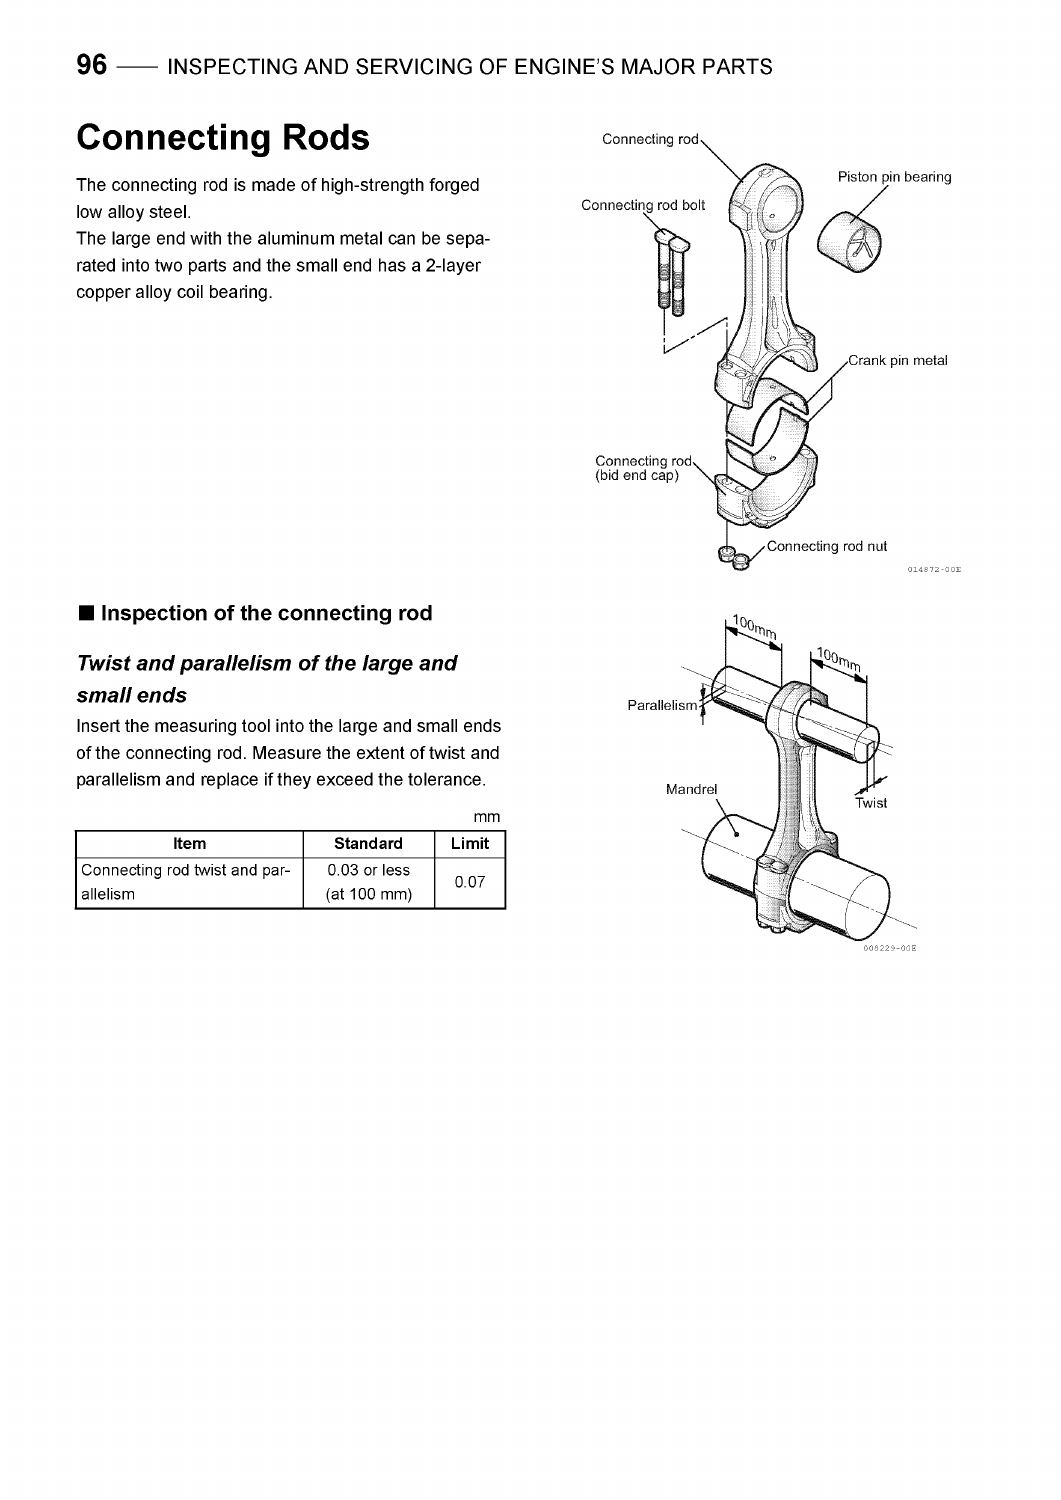 96 — INSPECTING AND SERVICING OF ENGINE'S MAJOR PARTS
Connecting Rods
The connecting rod is made of high-strength forged
low alloy steel.
The large end with the aluminum metal can be sepa-
rated into two parts and the small end has a 2-layer
copper alloy coil bearing.
Connecting rod
Piston pin bearing
Connecting rod bolt
Crank pin metal
Connecting rod
(bid end cap)
Connecting rod nut
014872-00E
■ Inspection of the connecting rod
Twist and parallelism of the large and
small ends
Insert the measuring tool into the large and small ends
of the connecting rod. Measure the extent of twist and
parallelism and replace if they exceed the tolerance.
mm
Item Standard Limit
Connecting rod twist and par- 0.03 or less
0.07
allelism (at 100 mm)
100mm
100mm
Parallelism
Mandrel
Twist
008229-00E